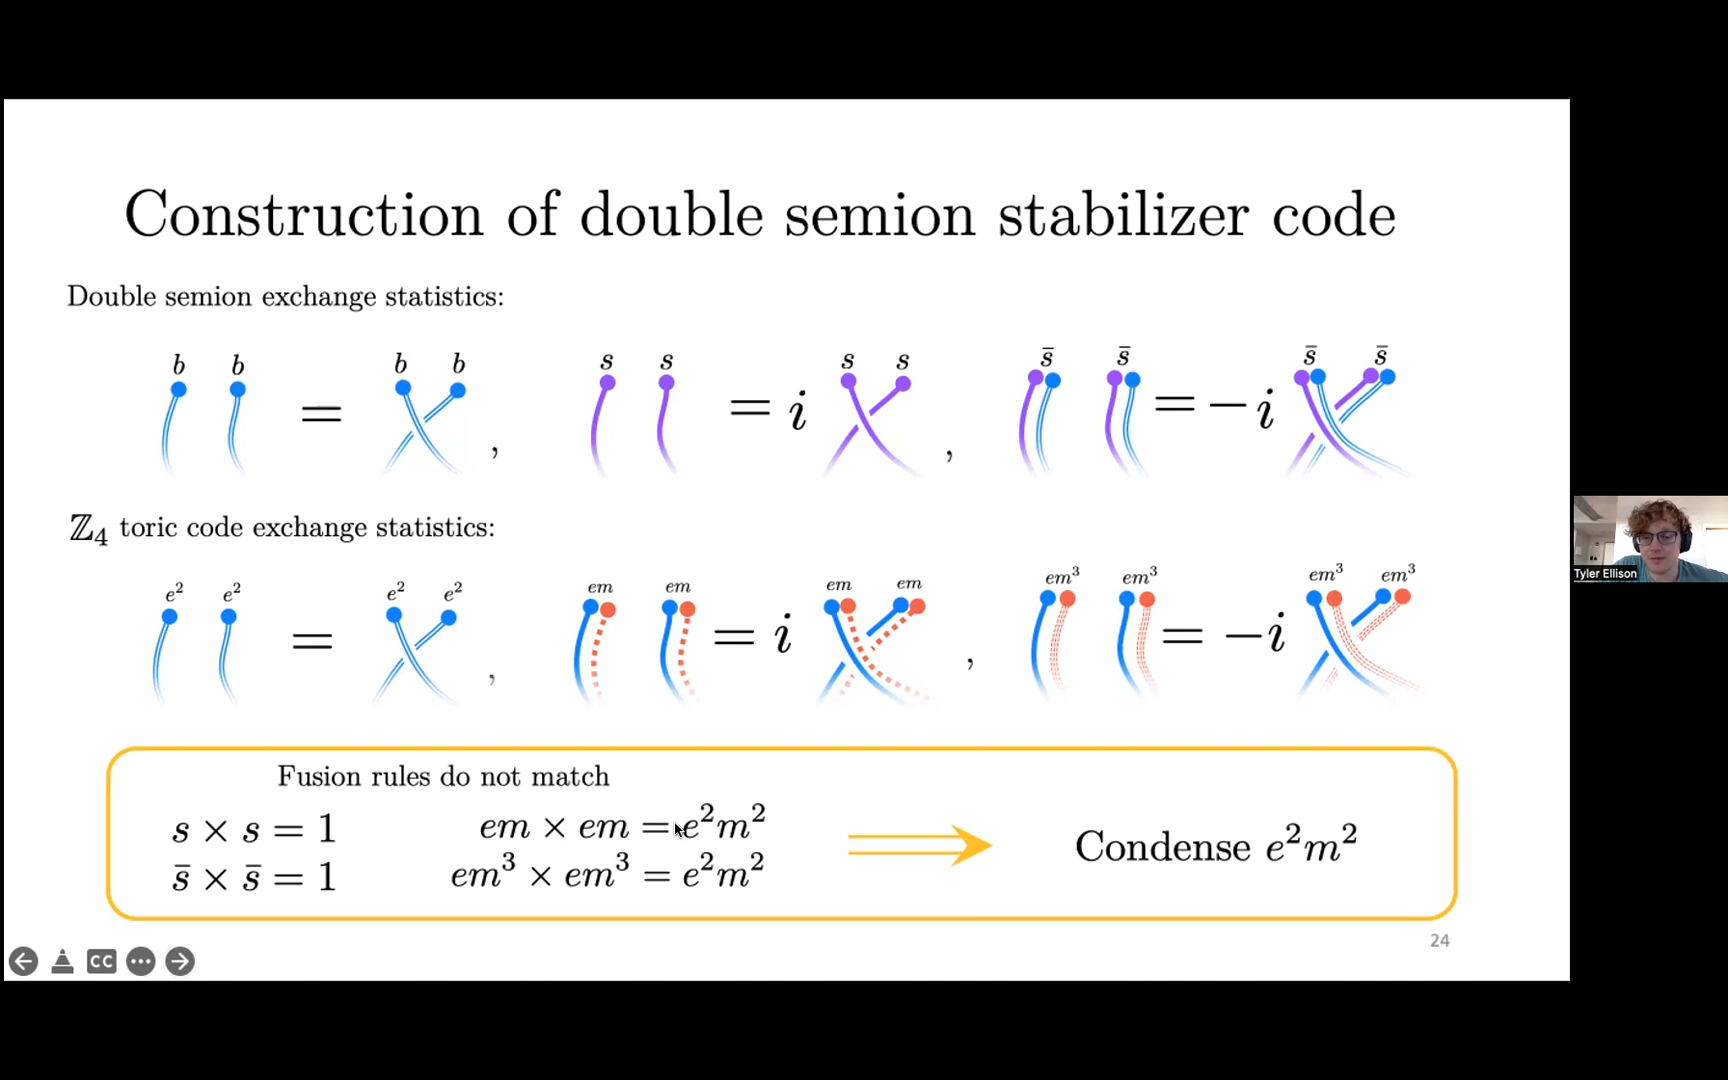 Construction of double semion stabilizer code
Double semion exchange statistics:
b b = b b , s s = i s s , s̄ s̄ = −i s̄ s̄
ℤ₄ toric code exchange statistics:
e² e² = e² e² , em em = i em em , em³ em³ = −i em³ em³
Fusion rules do not match
s × s = 1 em × em = e²m²
s̄ × s̄ = 1 em³ × em³ = e²m²
Condense e²m²
24
CC
Tyler Ellison